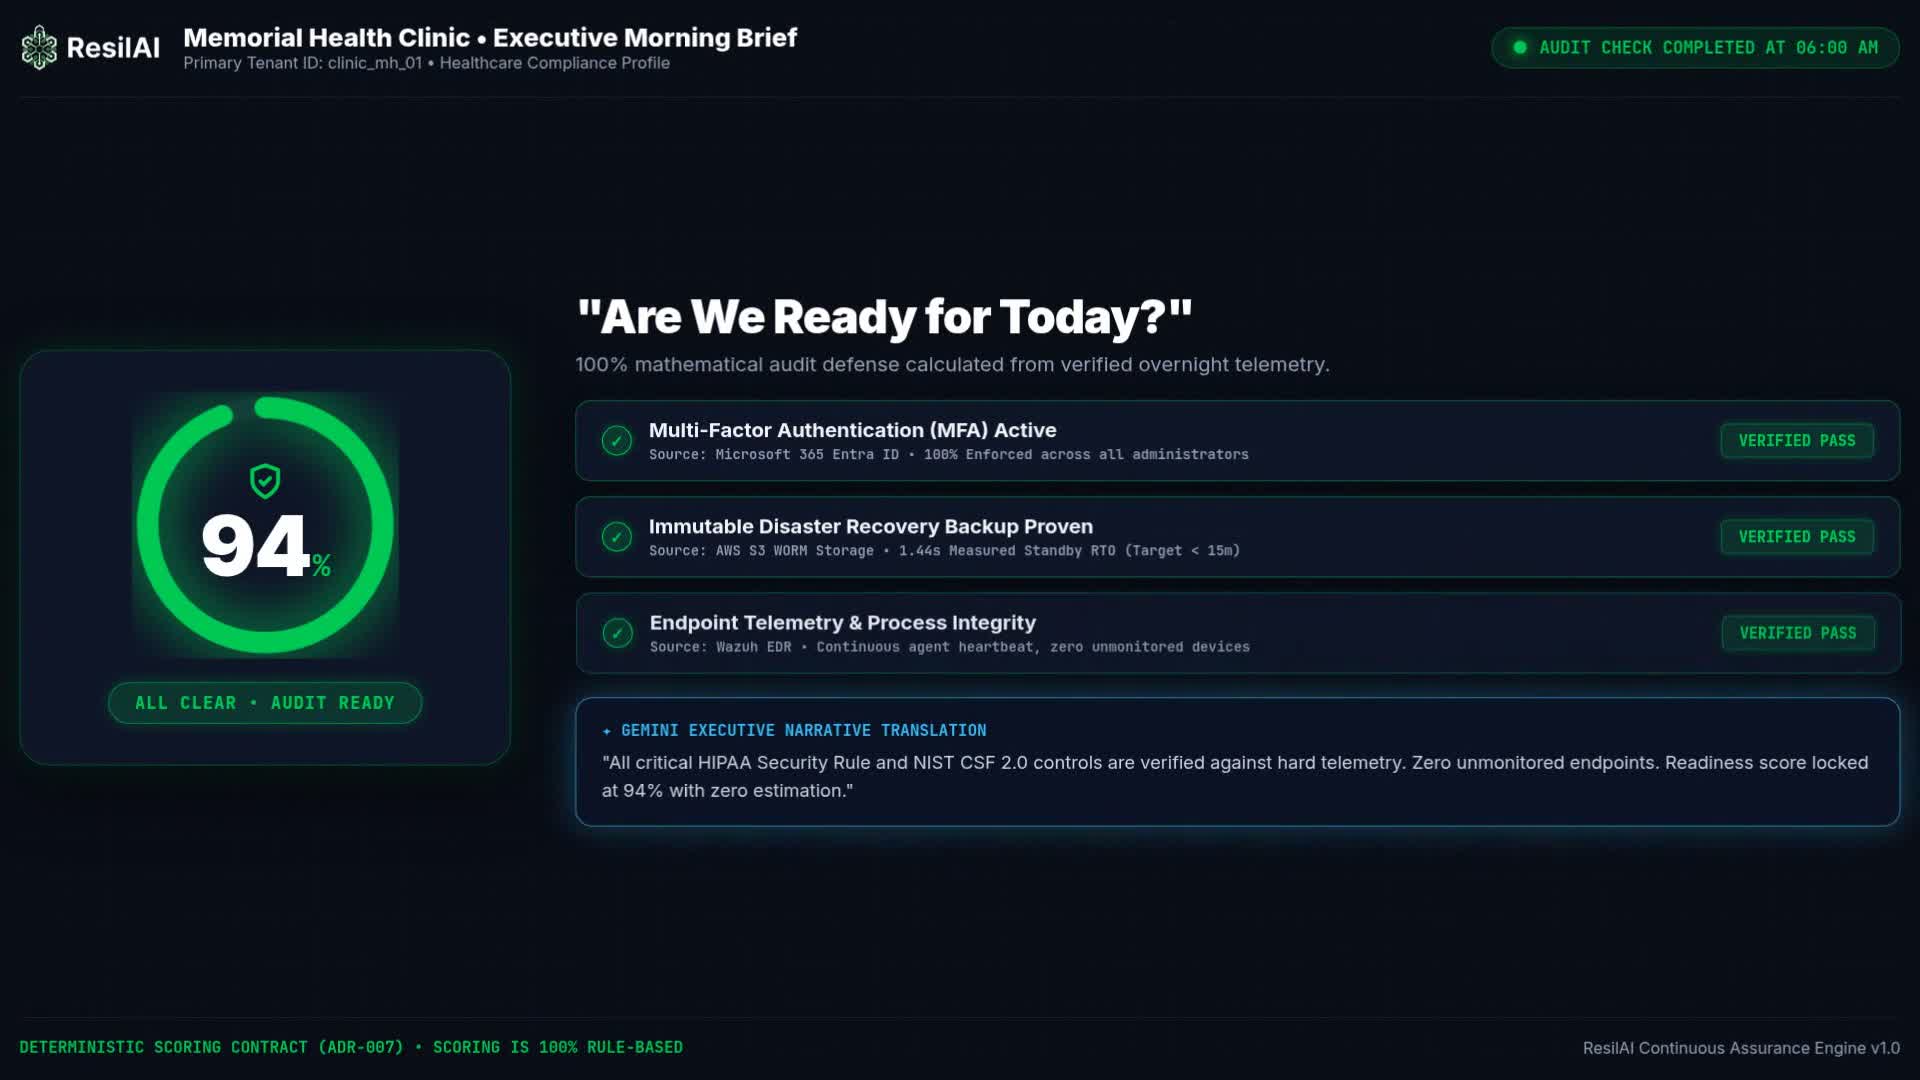 ResilAI
Memorial Health Clinic • Executive Morning Brief
Primary Tenant ID: clinic_mh_01 • Healthcare Compliance Profile
AUDIT CHECK COMPLETED AT 06:00 AM
94%
ALL CLEAR • AUDIT READY
"Are We Ready for Today?"
100% mathematical audit defense calculated from verified overnight telemetry.
✓ Multi-Factor Authentication (MFA) Active
Source: Microsoft 365 Entra ID • 100% Enforced across all administrators
VERIFIED PASS
✓ Immutable Disaster Recovery Backup Proven
Source: AWS S3 WORM Storage • 1.44s Measured Standby RTO (Target < 15m)
VERIFIED PASS
✓ Endpoint Telemetry & Process Integrity
Source: Wazuh EDR • Continuous agent heartbeat, zero unmonitored devices
VERIFIED PASS
✦ GEMINI EXECUTIVE NARRATIVE TRANSLATION
"All critical HIPAA Security Rule and NIST CSF 2.0 controls are verified against hard telemetry. Zero unmonitored endpoints. Readiness score locked
at 94% with zero estimation."
DETERMINISTIC SCORING CONTRACT (ADR-007) • SCORING IS 100% RULE-BASED
ResilAI Continuous Assurance Engine v1.0